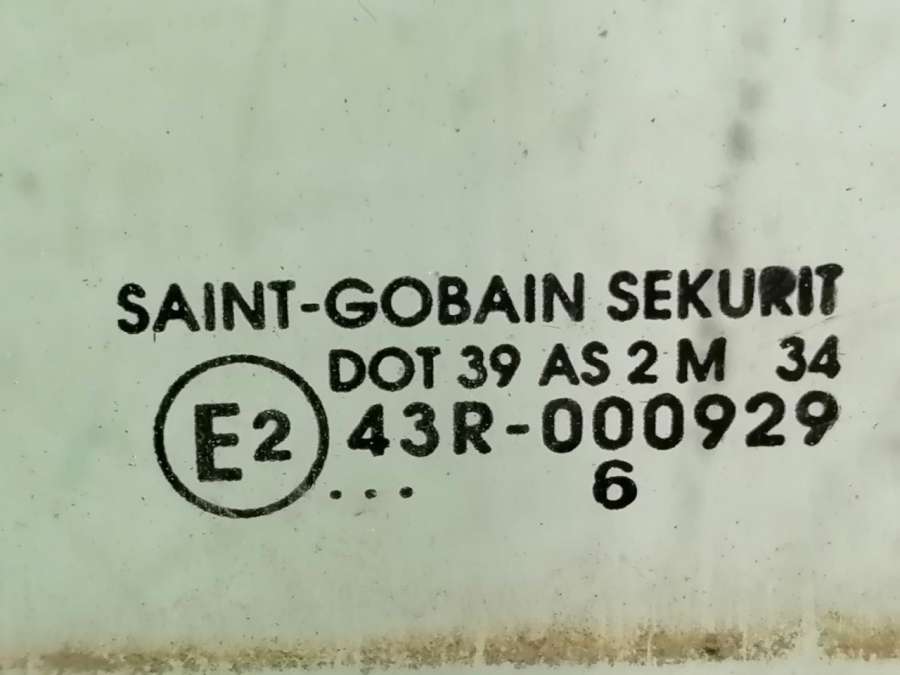 SAINT-GOBAIN SEKURIT
DOT 39 AS 2 M 34
E2 43R-000929
... 6